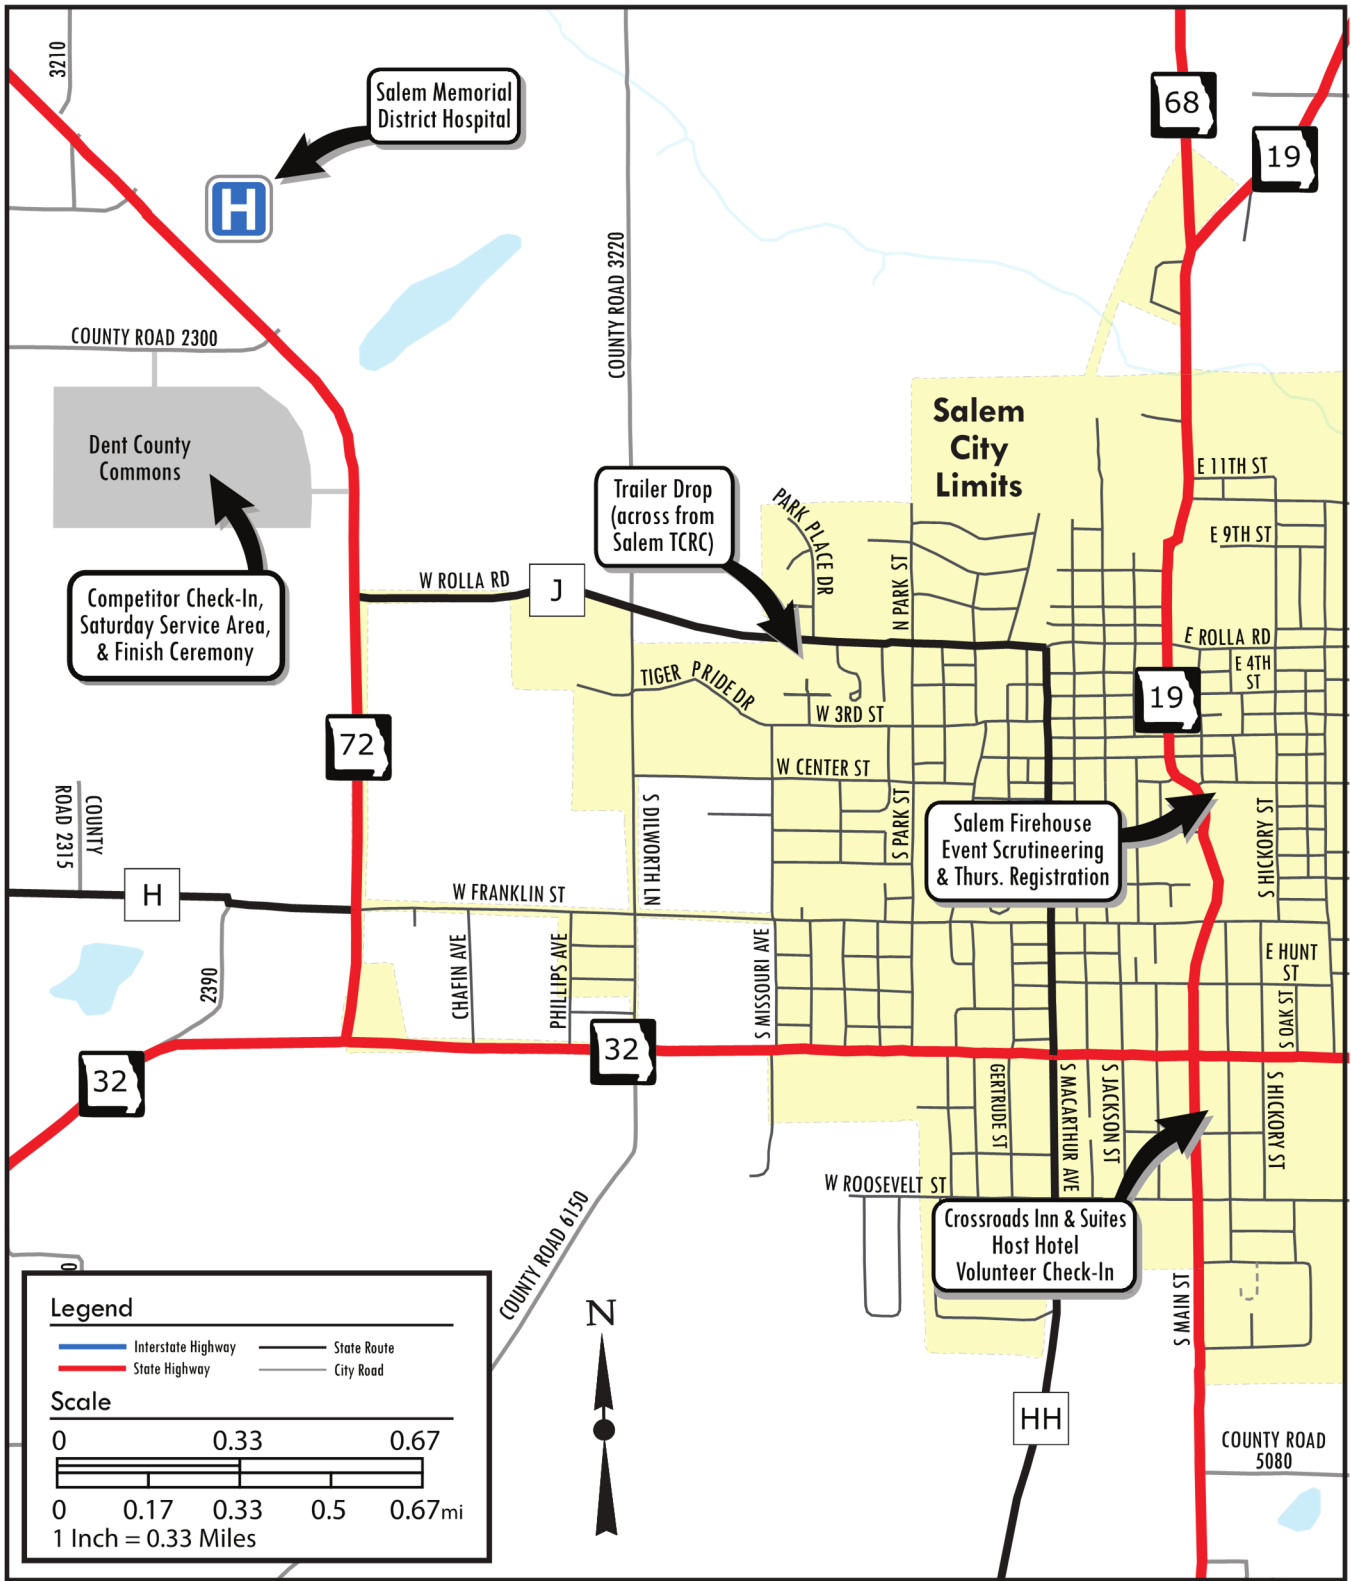 3210
Salem Memorial
District Hospital
H
68
19
COUNTY ROAD 3220
COUNTY ROAD 2300
Dent County
Commons
Salem
City
Limits
E 11TH ST
E 9TH ST
Trailer Drop
(across from
Salem TCRC)
PARK PLACE DR
N PARK ST
W ROLLA RD
J
Competitor Check-In,
Saturday Service Area,
& Finish Ceremony
E ROLLA RD
E 4TH
ST
TIGER PRIDE DR
W 3RD ST
19
72
W CENTER ST
COUNTY
ROAD 2315
S DILWORTH LN
S PARK ST
Salem Firehouse
Event Scrutineering
& Thurs. Registration
S HICKORY ST
H
W FRANKLIN ST
2390
CHAFIN AVE
PHILLIPS AVE
S MISSOURI AVE
E HUNT
ST
S OAK ST
32
32
GERTRUDE ST
S MACARTHUR AVE
S JACKSON ST
S HICKORY ST
W ROOSEVELT ST
Crossroads Inn & Suites
Host Hotel
Volunteer Check-In
COUNTY ROAD 6150
0
S MAIN ST
N
HH
COUNTY ROAD
5080
Legend
Interstate Highway
State Route
State Highway
City Road
Scale
0 0.33 0.67
0 0.17 0.33 0.5 0.67mi
1 Inch = 0.33 Miles